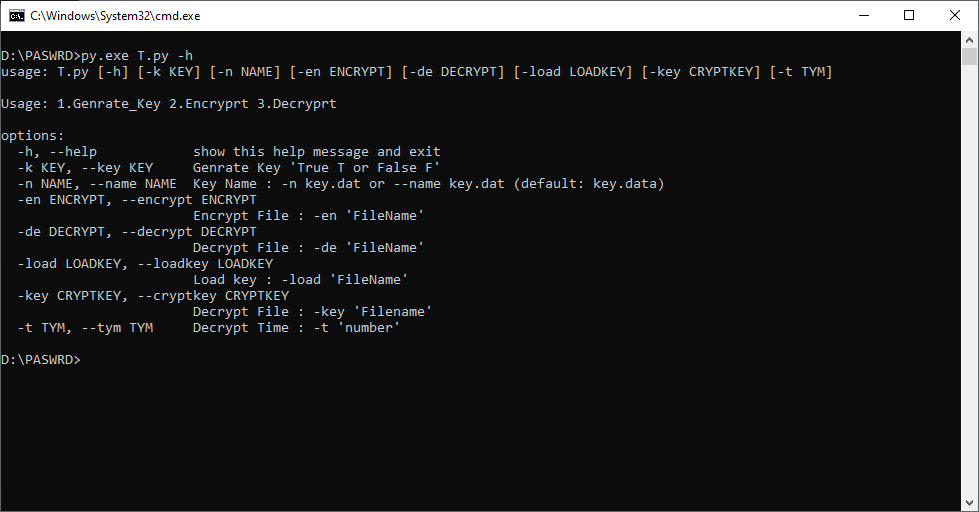 C:\Windows\System32\cmd.exe
D:\PASWRD>py.exe T.py -h
usage: T.py [-h] [-k KEY] [-n NAME] [-en ENCRYPT] [-de DECRYPT] [-load LOADKEY] [-key CRYPTKEY] [-t TYM]
Usage: 1.Genrate_Key 2.Encryprt 3.Decryprt
options:
-h, --help show this help message and exit
-k KEY, --key KEY Genrate Key 'True T or False F'
-n NAME, --name NAME Key Name : -n key.dat or --name key.dat (default: key.data)
-en ENCRYPT, --encrypt ENCRYPT
Encrypt File : -en 'FileName'
-de DECRYPT, --decrypt DECRYPT
Decrypt File : -de 'FileName'
-load LOADKEY, --loadkey LOADKEY
Load key : -load 'FileName'
-key CRYPTKEY, --cryptkey CRYPTKEY
Decrypt File : -key 'Filename'
-t TYM, --tym TYM Decrypt Time : -t 'number'
D:\PASWRD>